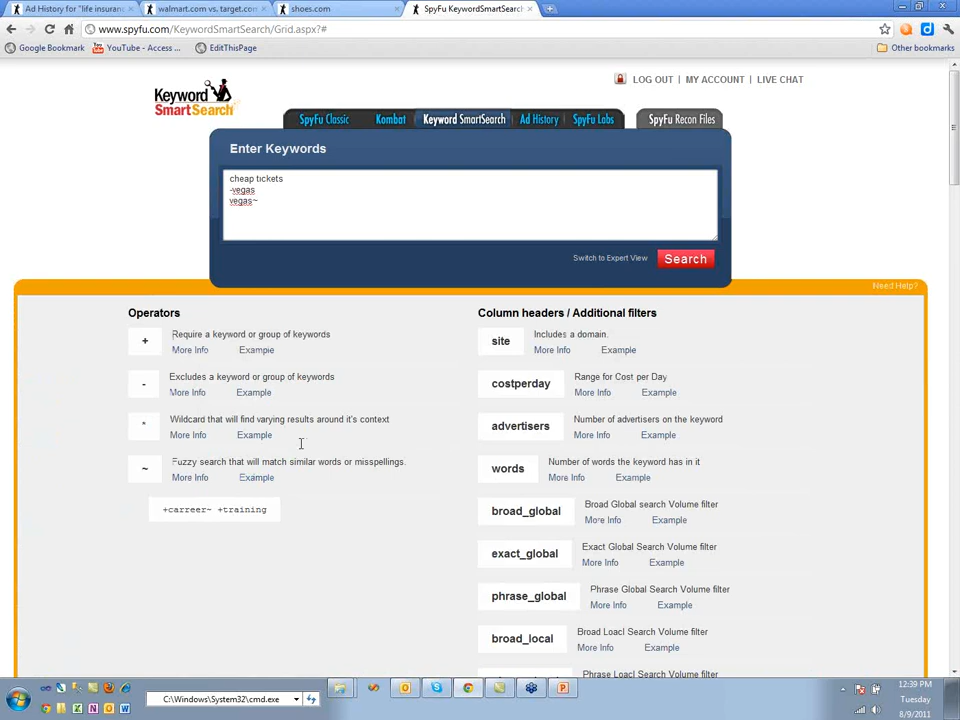 Ad History for "life insuranc
walmart.com vs. target.com
shoes.com
SpyFu KeywordSmartSearch
www.spyfu.com/KeywordSmartSearch/Grid.aspx?#
Google Bookmark
YouTube - Access ...
EditThisPage
Other bookmarks
LOG OUT | MY ACCOUNT | LIVE CHAT
Keyword
SmartSearch
SpyFu Classic
Kombat
Keyword SmartSearch
Ad History
SpyFu Labs
SpyFu Recon Files
Enter Keywords
cheap tickets
-vegas
vegas~
Switch to Expert View
Search
Need Help?
Operators
+
Require a keyword or group of keywords
More Info Example
-
Excludes a keyword or group of keywords
More Info Example
*
Wildcard that will find varying results around it's context
More Info Example
~
Fuzzy search that will match similar words or misspellings.
More Info Example
+carreer~ +training
Column headers / Additional filters
site
Includes a domain.
More Info Example
costperday
Range for Cost per Day
More Info Example
advertisers
Number of advertisers on the keyword
More Info Example
words
Number of words the keyword has in it
More Info Example
broad_global
Broad Global search Volume filter
More Info Example
exact_global
Exact Global Search Volume filter
More Info Example
phrase_global
Phrase Global Search Volume filter
More Info Example
broad_local
Broad Loacl Search Volume filter
More Info Example
Phrase Loacl Search Volume filter
C:\Windows\System32\cmd.exe
12:39 PM
Tuesday
8/9/2011